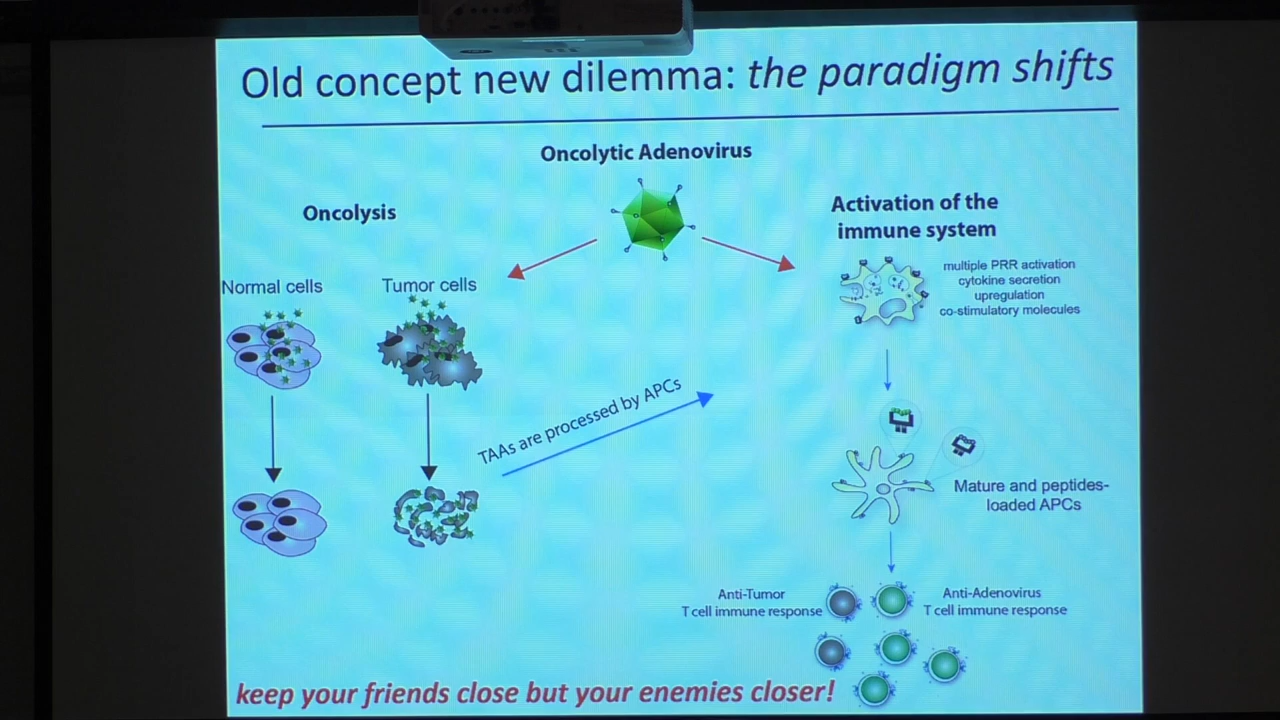 Old concept new dilemma: the paradigm shifts
Oncolytic Adenovirus
Oncolysis
Activation of the
immune system
Normal cells
Tumor cells
multiple PRR activation
cytokine secretion
upregulation
co-stimulatory molecules
TAAs are processed by APCs
Mature and peptides-
loaded APCs
Anti-Tumor
T cell immune response
Anti-Adenovirus
T cell immune response
keep your friends close but your enemies closer!